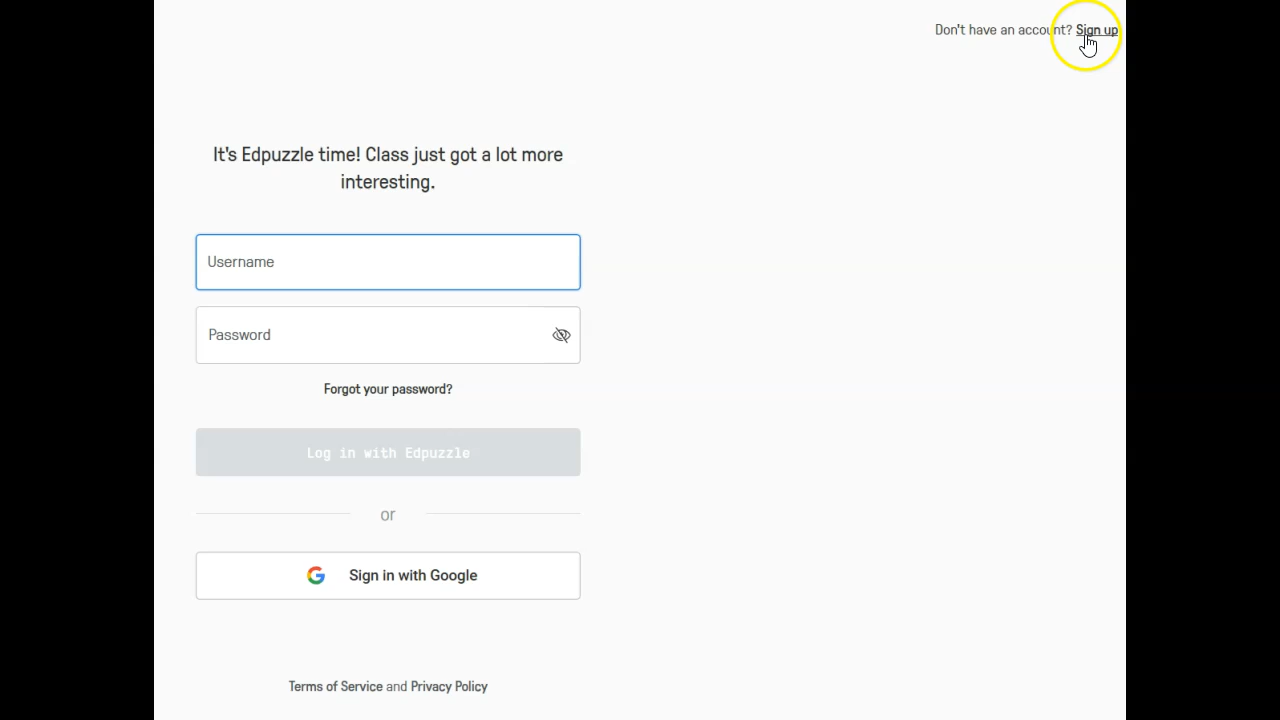 Don't have an account? Sign up
It's Edpuzzle time! Class just got a lot more
interesting.
Username
Password
Forgot your password?
Log in with Edpuzzle
or
Sign in with Google
Terms of Service and Privacy Policy